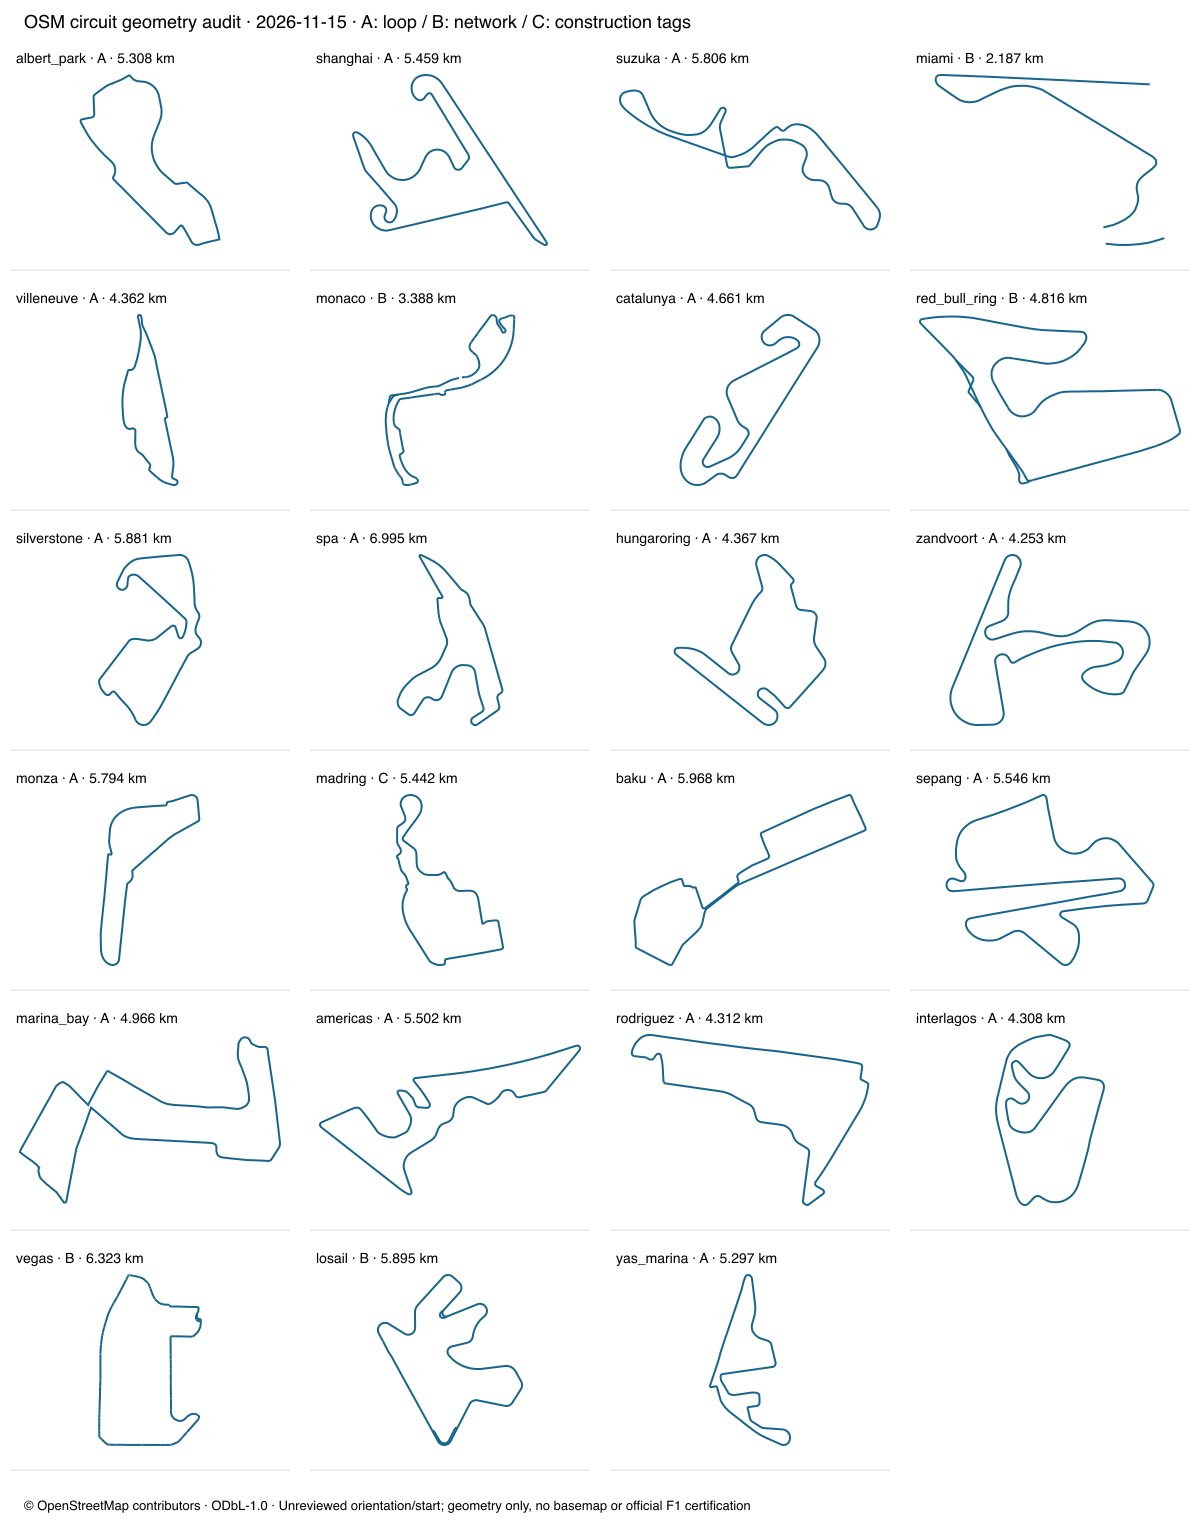 OSM circuit geometry audit · 2026-11-15 · A: loop / B: network / C: construction tags
albert_park · A · 5.308 km
shanghai · A · 5.459 km
suzuka · A · 5.806 km
miami · B · 2.187 km
villeneuve · A · 4.362 km
monaco · B · 3.388 km
catalunya · A · 4.661 km
red_bull_ring · B · 4.816 km
silverstone · A · 5.881 km
spa · A · 6.995 km
hungaroring · A · 4.367 km
zandvoort · A · 4.253 km
monza · A · 5.794 km
madring · C · 5.442 km
baku · A · 5.968 km
sepang · A · 5.546 km
marina_bay · A · 4.966 km
americas · A · 5.502 km
rodriguez · A · 4.312 km
interlagos · A · 4.308 km
vegas · B · 6.323 km
losail · B · 5.895 km
yas_marina · A · 5.297 km
© OpenStreetMap contributors · ODbL-1.0 · Unreviewed orientation/start; geometry only, no basemap or official F1 certification